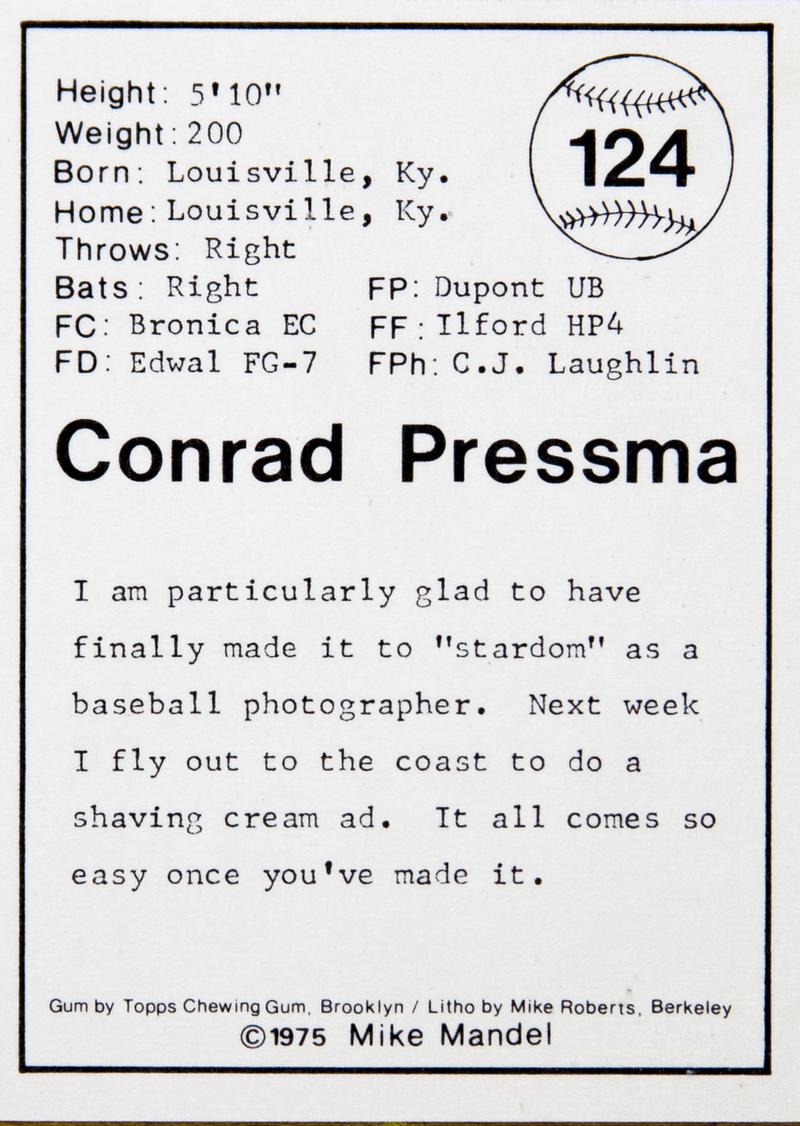 Height: 5'10"
Weight: 200
Born: Louisville, Ky.
Home: Louisville, Ky.
Throws: Right
124
Bats: Right FP: Dupont UB
FC: Bronica EC FF: Ilford HP4
FD: Edwal FG-7 FPh: C.J. Laughlin
Conrad Pressma
I am particularly glad to have
finally made it to "stardom" as a
baseball photographer. Next week
I fly out to the coast to do a
shaving cream ad. It all comes so
easy once you've made it.
Gum by Topps Chewing Gum, Brooklyn / Litho by Mike Roberts, Berkeley
©1975 Mike Mandel